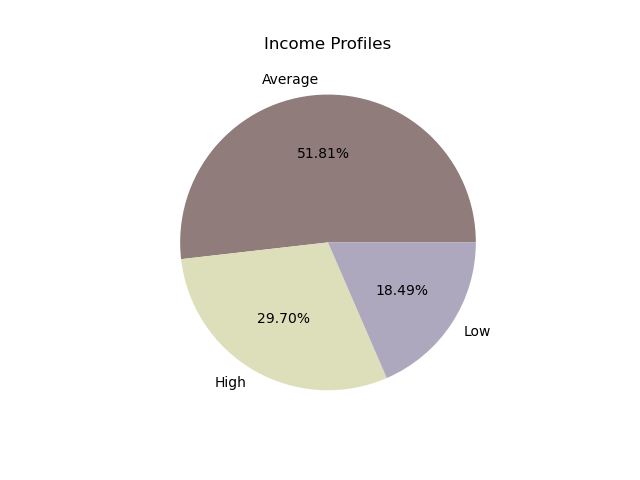 Income Profiles
Average
51.81%
18.49%
29.70%
Low
High